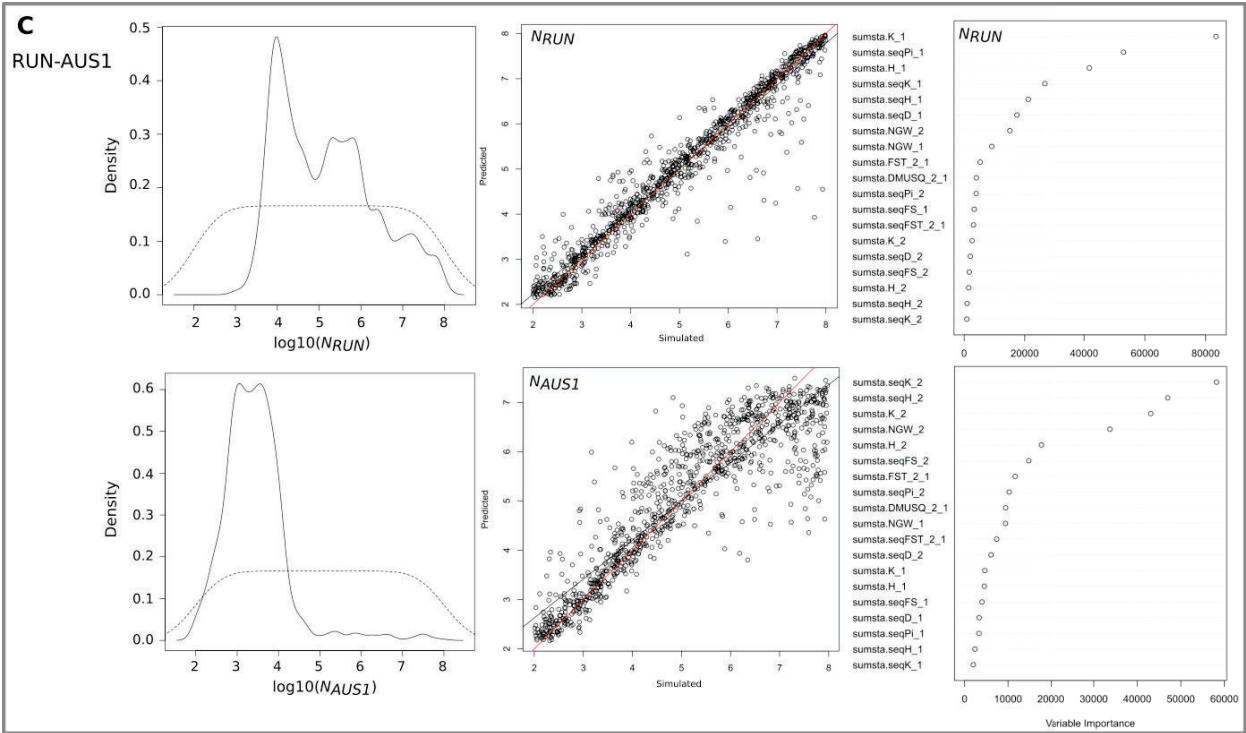 C
RUN-AUS1
0.5
0.4
0.3
0.2
0.1
0.0
Density
2 3 4 5 6 7 8
log10(NRUN)
NRUN
8
7
6
5
4
3
2
Predicted
2 3 4 5 6 7 8
Simulated
NRUN
sumsta.K_1
sumsta.seqPi_1
sumsta.H_1
sumsta.seqK_1
sumsta.seqH_1
sumsta.seqD_1
sumsta.NGW_2
sumsta.NGW_1
sumsta.FST_2_1
sumsta.DMUSQ_2_1
sumsta.seqPi_2
sumsta.seqFS_1
sumsta.seqFST_2_1
sumsta.K_2
sumsta.seqD_2
sumsta.seqFS_2
sumsta.H_2
sumsta.seqH_2
sumsta.seqK_2
0 20000 40000 60000 80000
0.6
0.5
0.4
0.3
0.2
0.1
0.0
Density
2 3 4 5 6 7 8
log10(NAUS1)
NAUS1
7
6
5
4
3
2
Predicted
2 3 4 5 6 7 8
Simulated
sumsta.seqK_2
sumsta.seqH_2
sumsta.K_2
sumsta.NGW_2
sumsta.H_2
sumsta.seqFS_2
sumsta.FST_2_1
sumsta.seqPi_2
sumsta.DMUSQ_2_1
sumsta.NGW_1
sumsta.seqFST_2_1
sumsta.seqD_2
sumsta.K_1
sumsta.H_1
sumsta.seqFS_1
sumsta.seqD_1
sumsta.seqPi_1
sumsta.seqH_1
sumsta.seqK_1
0 10000 20000 30000 40000 50000 60000
Variable Importance